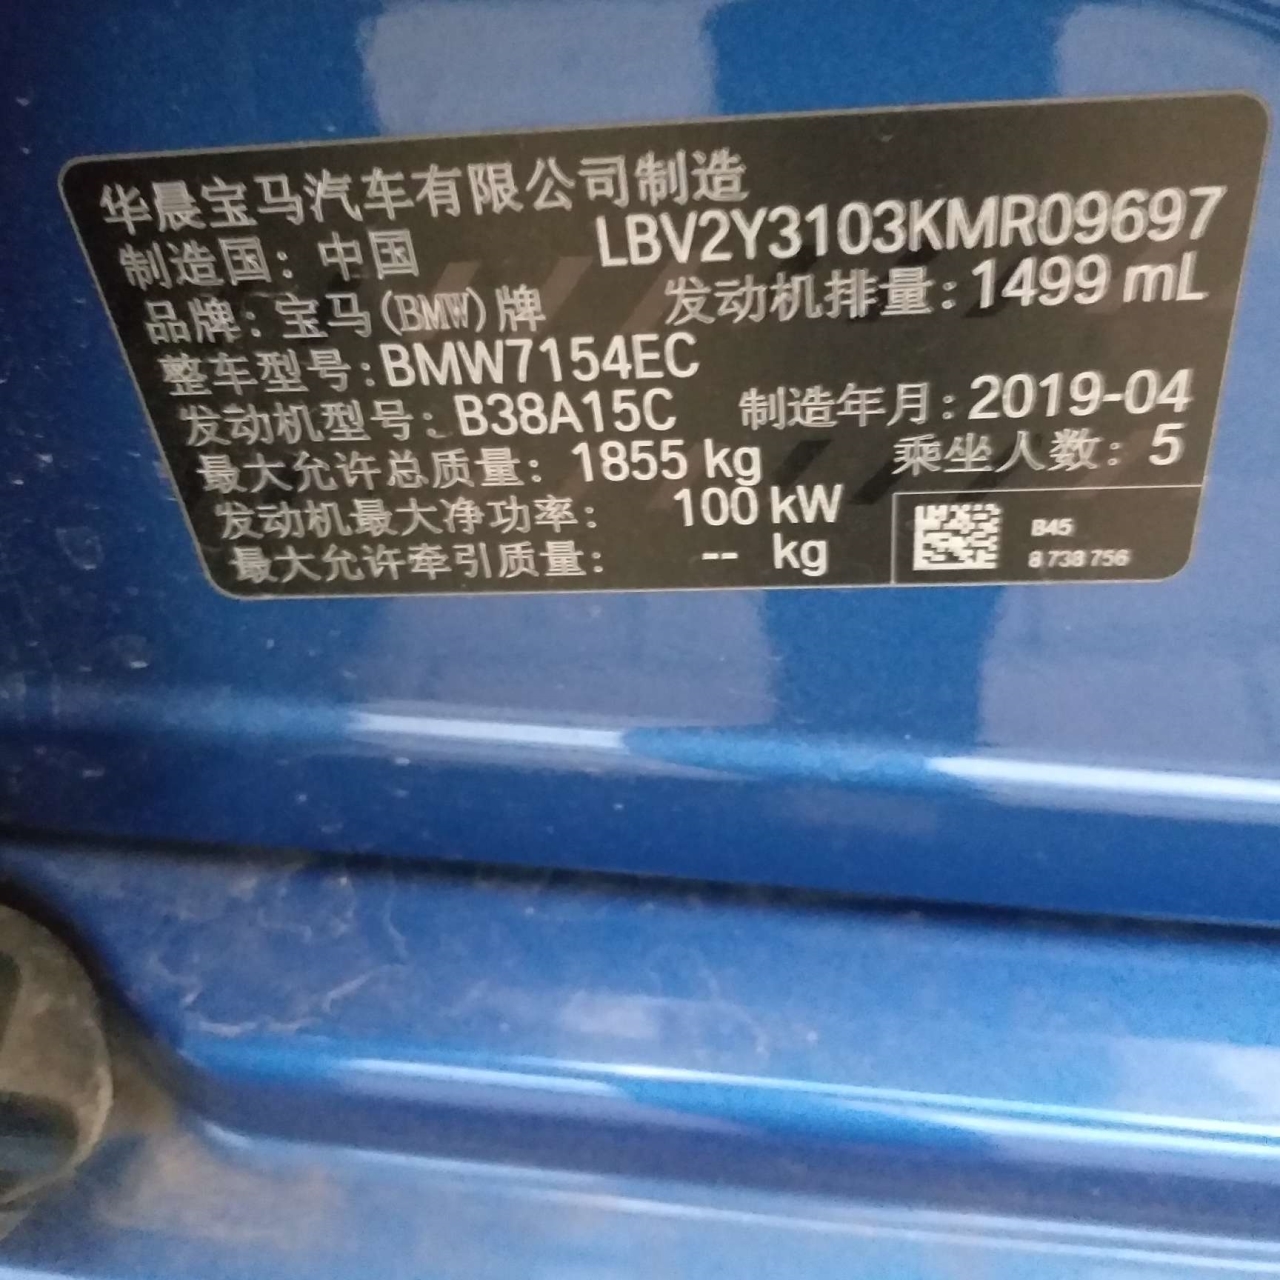 华晨宝马汽车有限公司制造
制造国：中国 LBV2Y3103KMR09697
品牌：宝马(BMW)牌 发动机排量：1499 mL
整车型号：BMW7154EC
发动机型号：B38A15C 制造年月：2019-04
最大允许总质量：1855 kg 乘坐人数：5
发动机最大净功率：100 kW
最大允许牵引质量：-- kg
B45
8 738 756